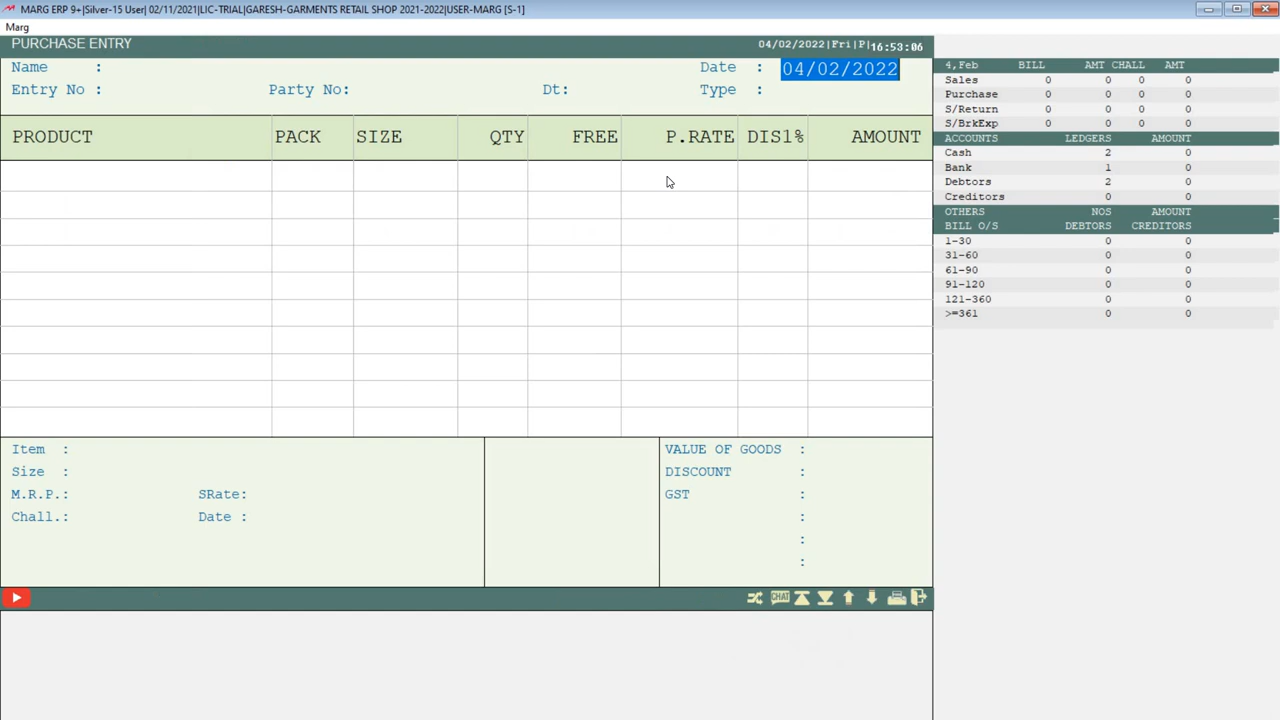 MARG ERP 9+|Silver-15 User| 02/11/2021|LIC-TRIAL|GARESH-GARMENTS RETAIL SHOP 2021-2022|USER-MARG [S-1]
Marg
PURCHASE ENTRY 04/02/2022|Fri|P|16:53:06
Name : Date : 04/02/2022
Entry No : Party No: Dt: Type :
PRODUCT PACK SIZE QTY FREE P.RATE DIS1% AMOUNT
Item :
Size :
M.R.P.: SRate:
Chall.: Date :
VALUE OF GOODS :
DISCOUNT :
GST :
:
:
:
CHAT
4,Feb BILL AMT CHALL AMT
Sales 0 0 0 0
Purchase 0 0 0 0
S/Return 0 0 0 0
S/BrkExp 0 0 0 0
ACCOUNTS LEDGERS AMOUNT
Cash 2 0
Bank 1 0
Debtors 2 0
Creditors 0 0
OTHERS NOS AMOUNT
BILL O/S DEBTORS CREDITORS
1-30 0 0
31-60 0 0
61-90 0 0
91-120 0 0
121-360 0 0
>=361 0 0